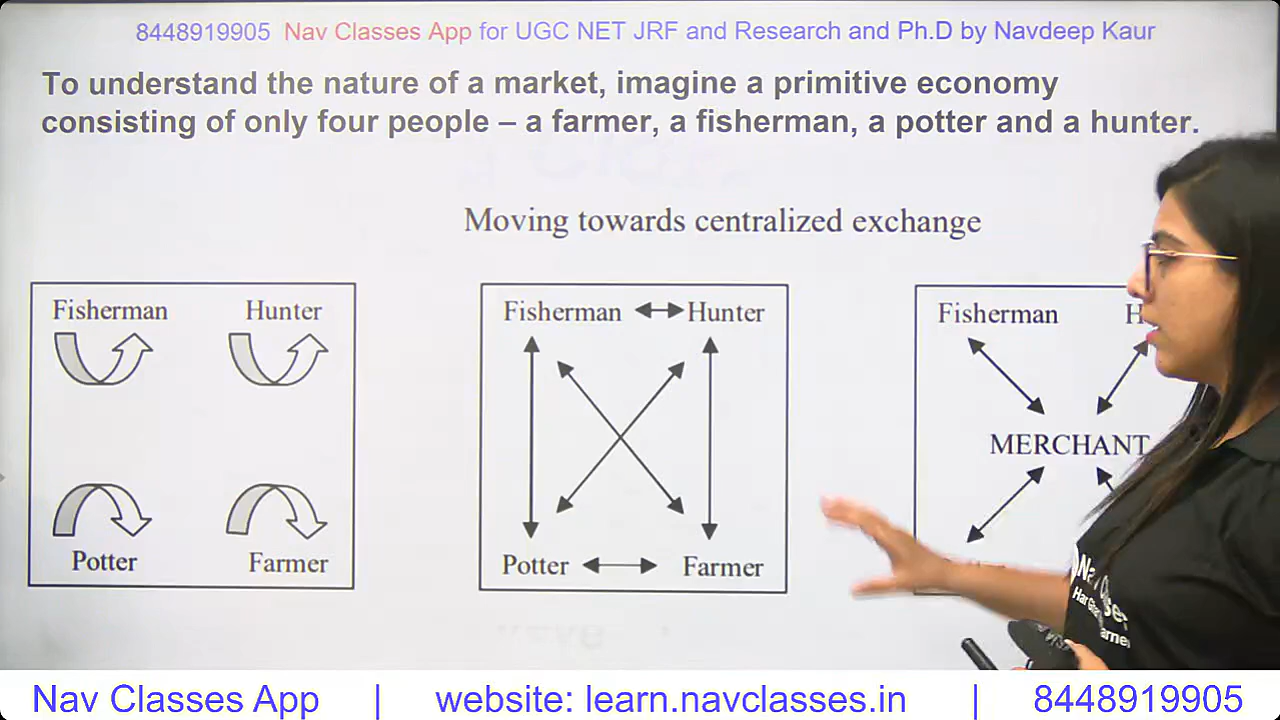 8448919905 Nav Classes App for UGC NET JRF and Research and Ph.D by Navdeep Kaur
To understand the nature of a market, imagine a primitive economy
consisting of only four people – a farmer, a fisherman, a potter and a hunter.
Moving towards centralized exchange
Fisherman Hunter
Potter Farmer
Fisherman Hunter
Potter Farmer
Fisherman H
MERCHANT
Nav Classes App | website: learn.navclasses.in | 8448919905